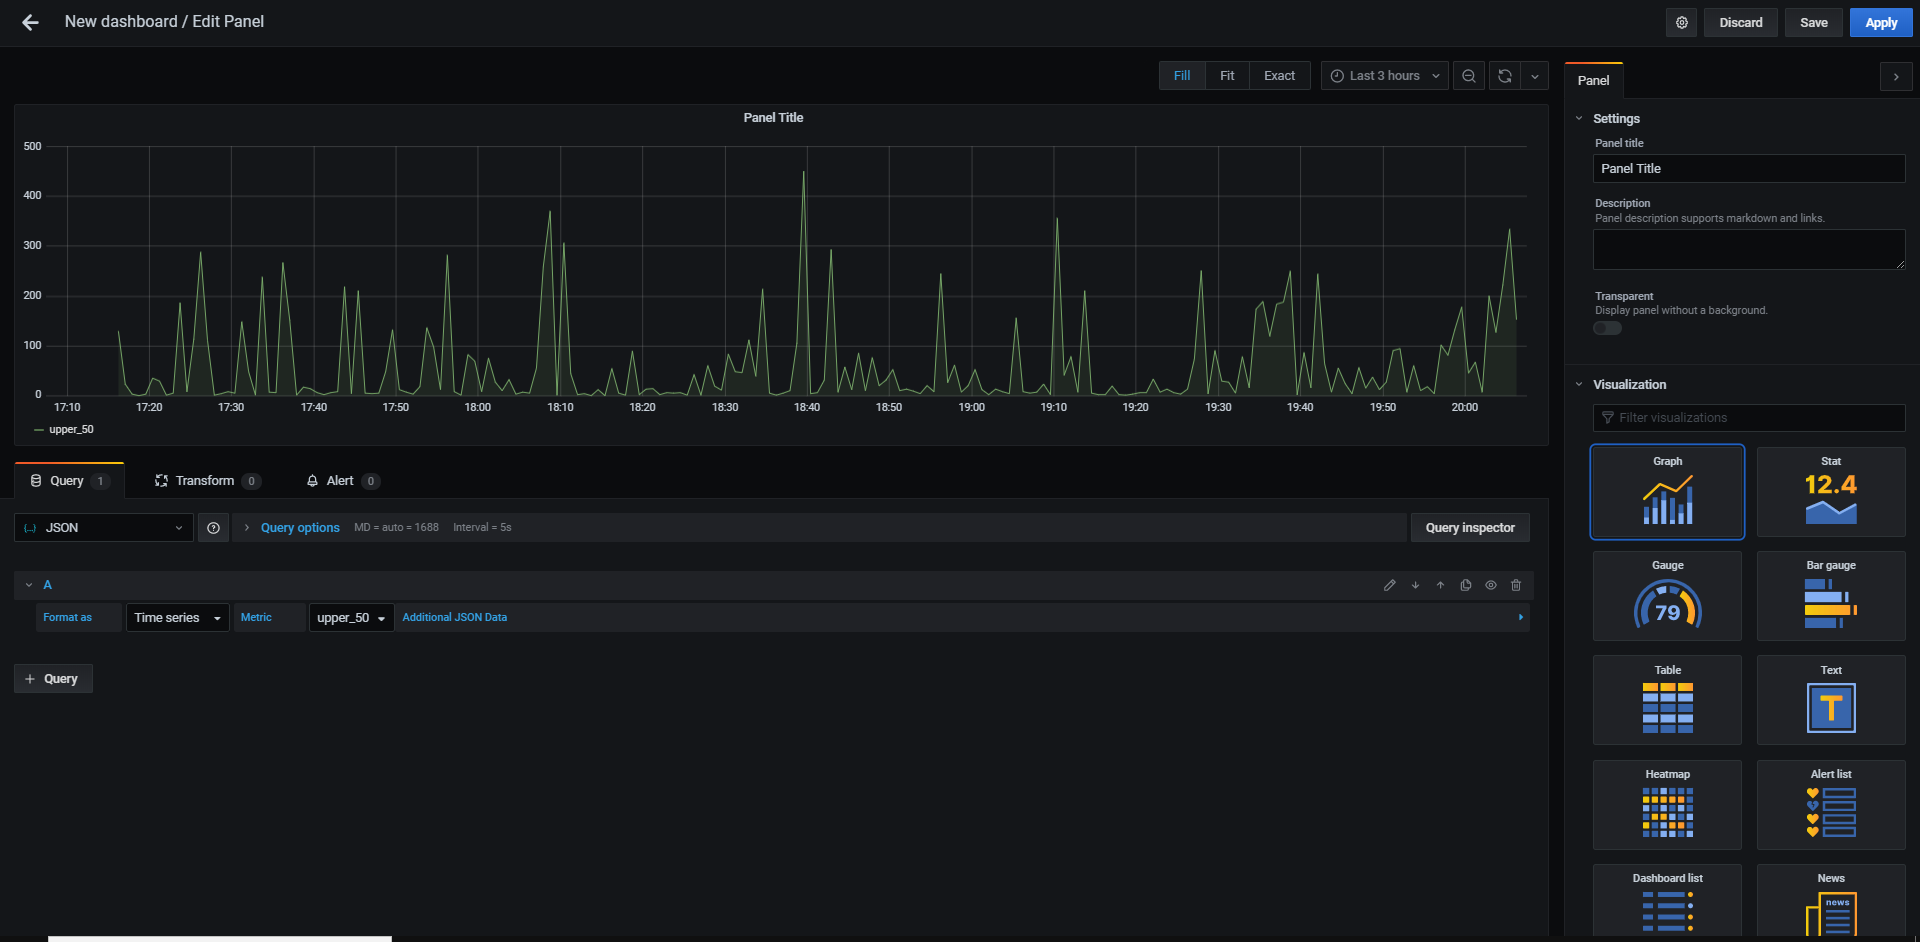 New dashboard / Edit Panel
Discard
Save
Apply
Fill
Fit
Exact
Last 3 hours
Panel Title
500
400
300
200
100
0
17:10
17:20
17:30
17:40
17:50
18:00
18:10
18:20
18:30
18:40
18:50
19:00
19:10
19:20
19:30
19:40
19:50
20:00
upper_50
Query 1
Transform 0
Alert 0
{...} JSON
Query options
MD = auto = 1688
Interval = 5s
Query inspector
A
Format as
Time series
Metric
upper_50
Additional JSON Data
+ Query
Panel
Settings
Panel title
Panel Title
Description
Panel description supports markdown and links.
Transparent
Display panel without a background.
Visualization
Filter visualizations
Graph
Stat
12.4
Gauge
79
Bar gauge
Table
Text
T
Heatmap
Alert list
Dashboard list
News
news